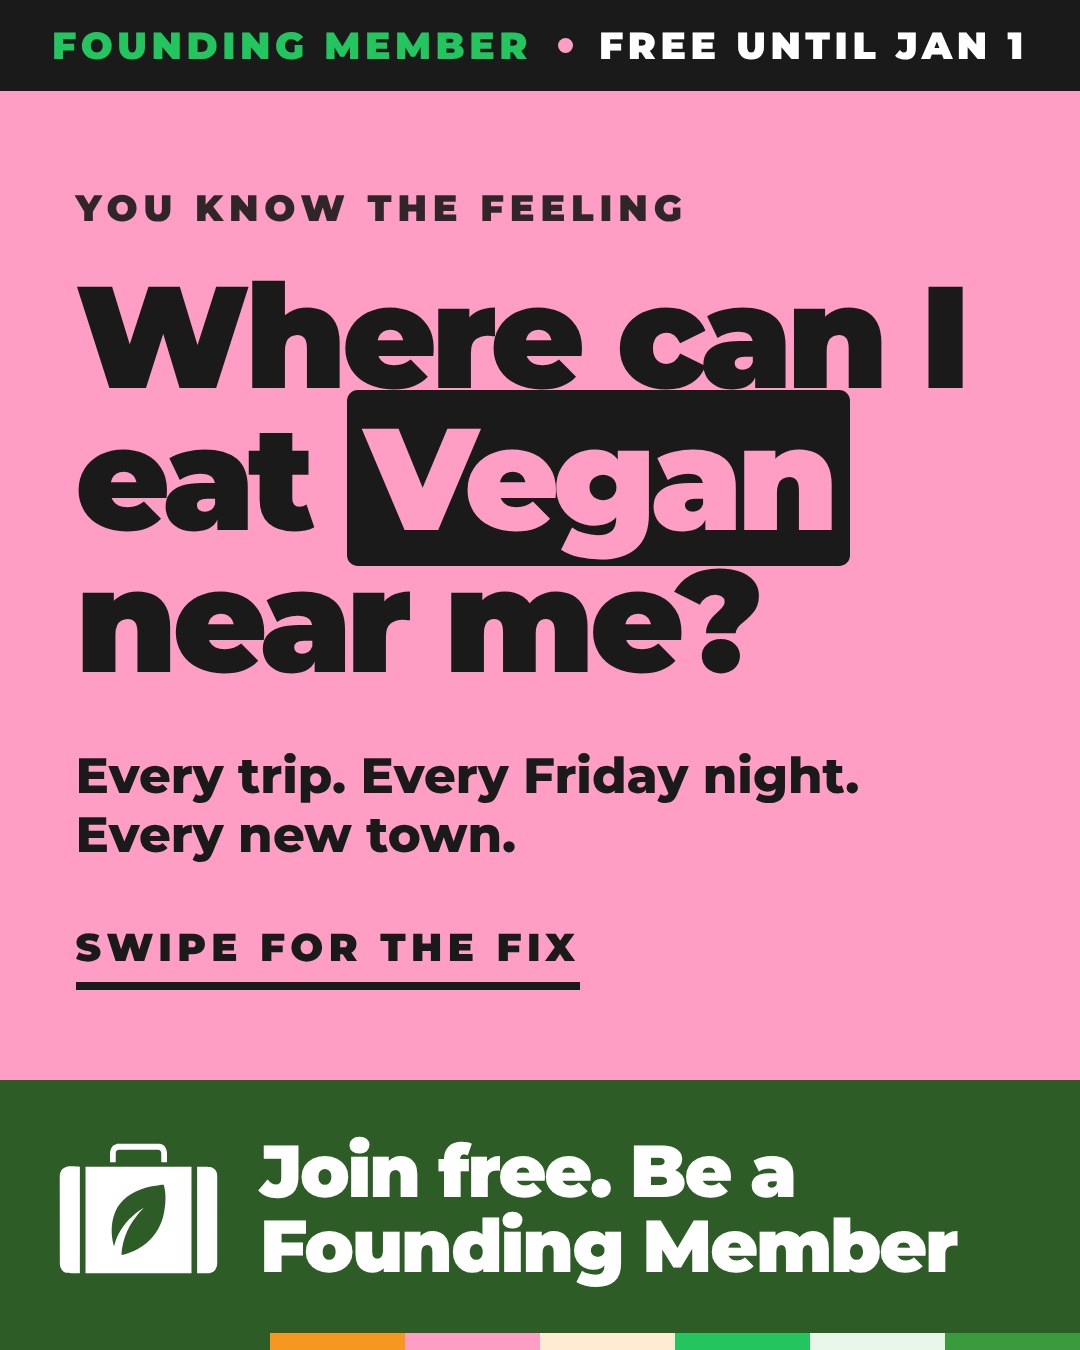 FOUNDING MEMBER • FREE UNTIL JAN 1
YOU KNOW THE FEELING
Where can I
eat Vegan
near me?
Every trip. Every Friday night.
Every new town.
SWIPE FOR THE FIX
Join free. Be a
Founding Member